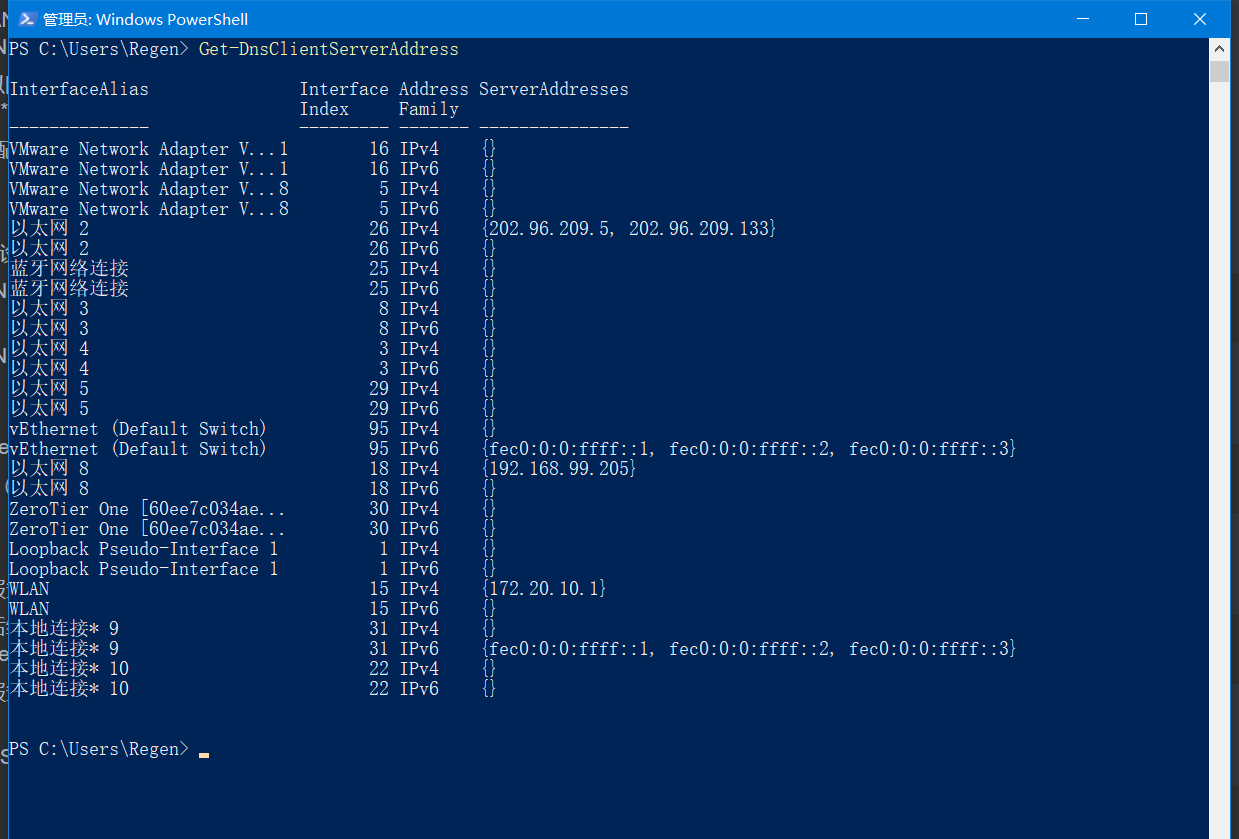 管理员: Windows PowerShell
PS C:\Users\Regen> Get-DnsClientServerAddress
InterfaceAlias Interface Address ServerAddresses
Index Family
-------------- --------- ------- ---------------
VMware Network Adapter V...1 16 IPv4 {}
VMware Network Adapter V...1 16 IPv6 {}
VMware Network Adapter V...8 5 IPv4 {}
VMware Network Adapter V...8 5 IPv6 {}
以太网 2 26 IPv4 {202.96.209.5, 202.96.209.133}
以太网 2 26 IPv6 {}
蓝牙网络连接 25 IPv4 {}
蓝牙网络连接 25 IPv6 {}
以太网 3 8 IPv4 {}
以太网 3 8 IPv6 {}
以太网 4 3 IPv4 {}
以太网 4 3 IPv6 {}
以太网 5 29 IPv4 {}
以太网 5 29 IPv6 {}
vEthernet (Default Switch) 95 IPv4 {}
vEthernet (Default Switch) 95 IPv6 {fec0:0:0:ffff::1, fec0:0:0:ffff::2, fec0:0:0:ffff::3}
以太网 8 18 IPv4 {192.168.99.205}
以太网 8 18 IPv6 {}
ZeroTier One [60ee7c034ae... 30 IPv4 {}
ZeroTier One [60ee7c034ae... 30 IPv6 {}
Loopback Pseudo-Interface 1 1 IPv4 {}
Loopback Pseudo-Interface 1 1 IPv6 {}
WLAN 15 IPv4 {172.20.10.1}
WLAN 15 IPv6 {}
本地连接* 9 31 IPv4 {}
本地连接* 9 31 IPv6 {fec0:0:0:ffff::1, fec0:0:0:ffff::2, fec0:0:0:ffff::3}
本地连接* 10 22 IPv4 {}
本地连接* 10 22 IPv6 {}
PS C:\Users\Regen>